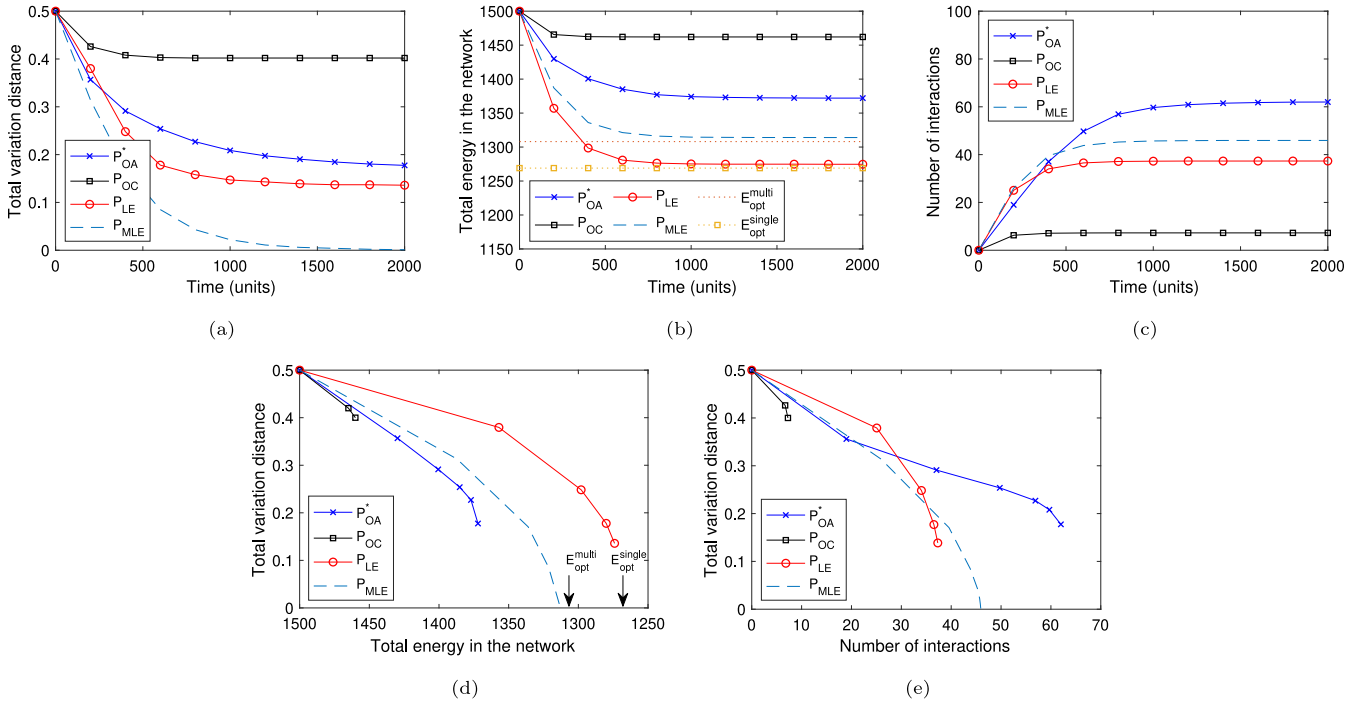 Total variation distance
0.5
0.4
0.3
0.2
0.1
0
P*OA
POC
PLE
PMLE
0 500 1000 1500 2000
Time (units)
(a)
Total energy in the network
1500
1450
1400
1350
1300
1250
1200
1150
P*OA PLE E multi opt
POC PMLE E single opt
0 500 1000 1500 2000
Time (units)
(b)
Number of interactions
100
80
60
40
20
0
P*OA
POC
PLE
PMLE
0 500 1000 1500 2000
Time (units)
(c)
Total variation distance
0.5
0.4
0.3
0.2
0.1
0
P*OA
POC
PLE
PMLE
E multi opt E single opt
1500 1450 1400 1350 1300 1250
Total energy in the network
(d)
Total variation distance
0.5
0.4
0.3
0.2
0.1
0
P*OA
POC
PLE
PMLE
0 10 20 30 40 50 60 70
Number of interactions
(e)